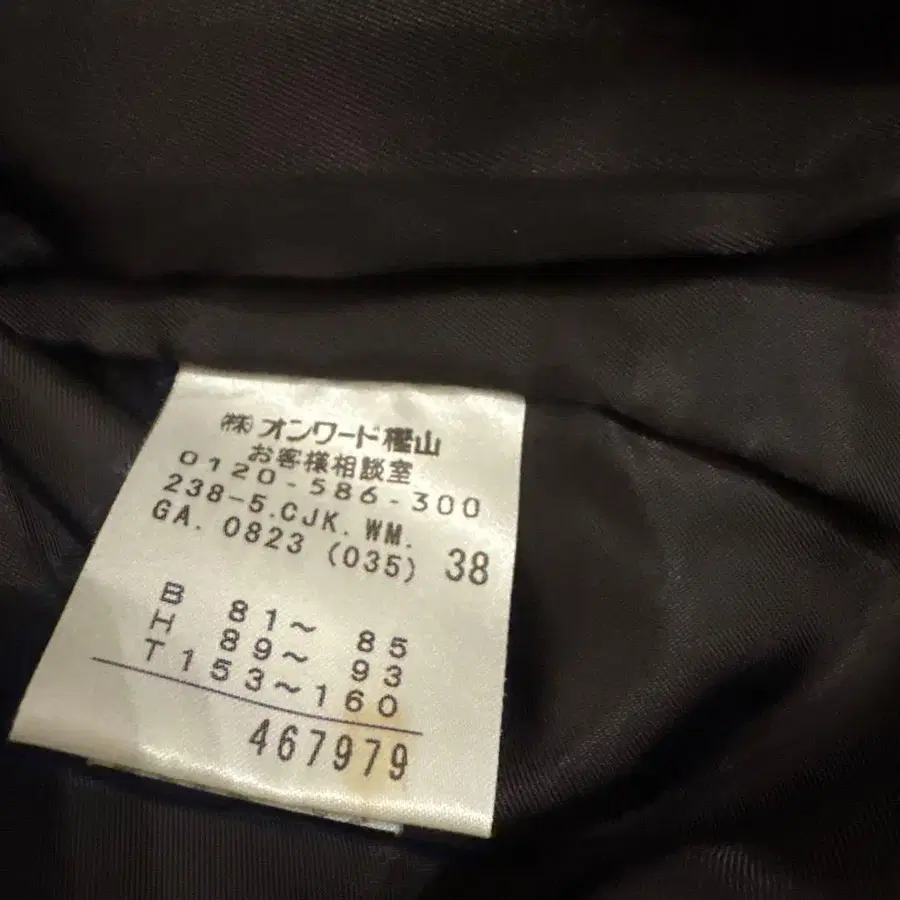 ㈱オンワード樫山
お客様相談室
0120-586-300
238-5.CJK.WM.
GA. 0823 (035) 38
B 81~ 85
H 89~ 93
T153~160
467979